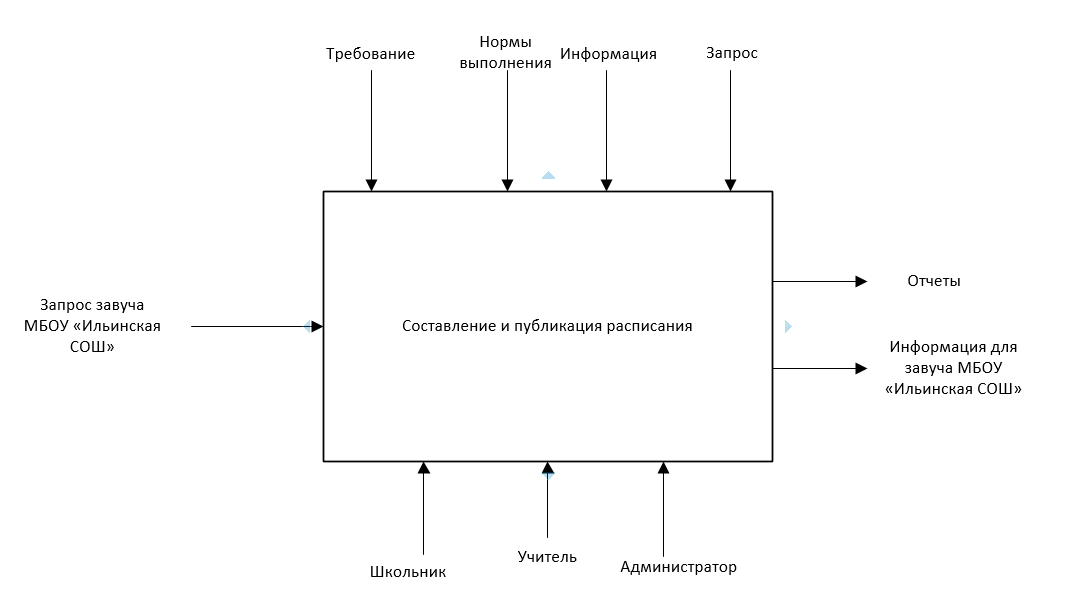 Требование
Нормы
выполнения
Информация
Запрос
Запрос завуча
МБОУ «Ильинская
СОШ»
Составление и публикация расписания
Отчеты
Информация для
завуча МБОУ
«Ильинская СОШ»
Школьник
Учитель
Администратор